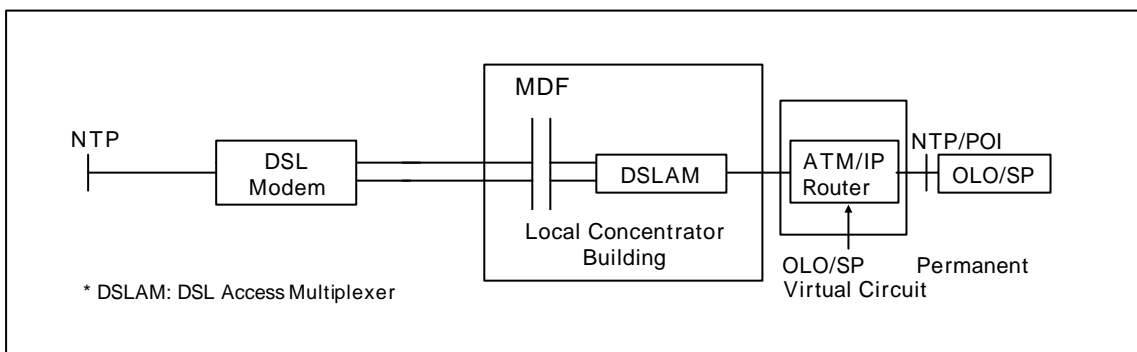 MDF
NTP
DSL
Modem
DSLAM
ATM/IP
Router
NTP/POI
OLO/SP
Local Concentrator
Building
OLO/SP Permanent
Virtual Circuit
* DSLAM: DSL Access Multiplexer